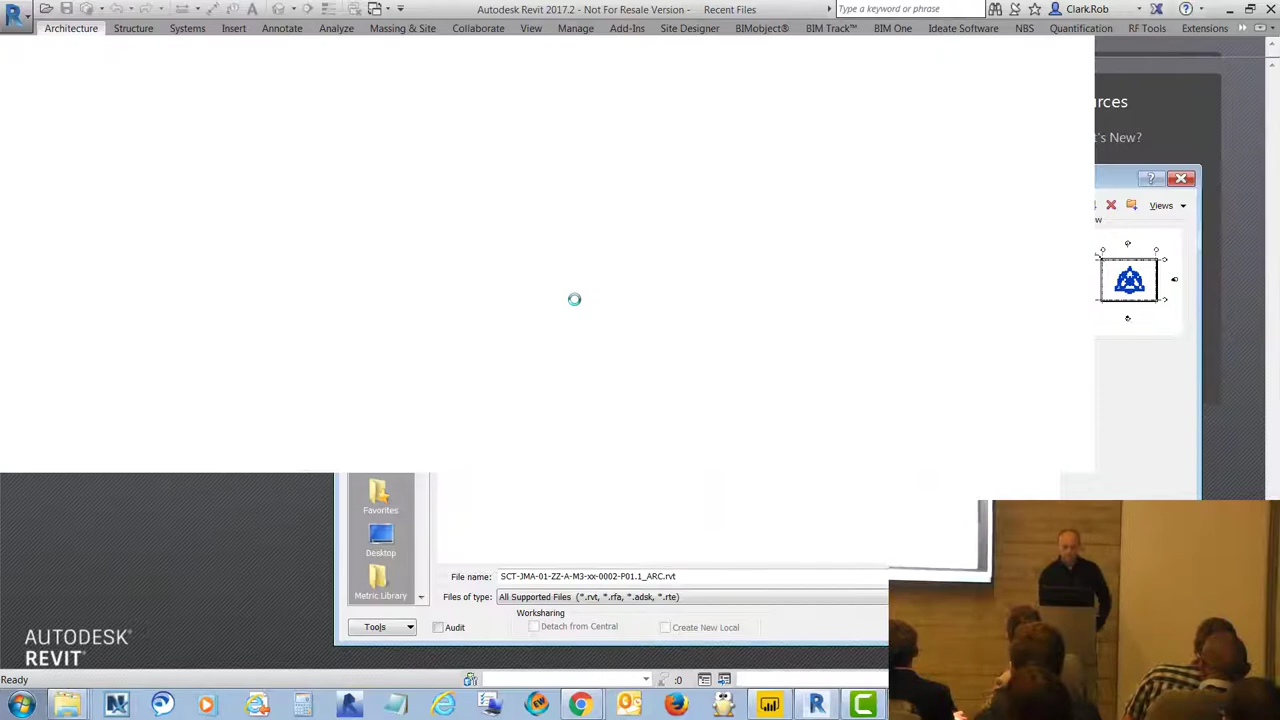 Autodesk Revit 2017.2 - Not For Resale Version - Recent Files
Type a keyword or phrase
Clark.Rob
Architecture Structure Systems Insert Annotate Analyze Massing & Site Collaborate View Manage Add-Ins Site Designer BIMobject® BIM Track™ BIM One Ideate Software NBS Quantification RF Tools Extensions
urces
t's New?
Views
w
Favorites
Desktop
Metric Library
File name: SCT-JMA-01-ZZ-A-M3-xx-0002-P01.1_ARC.rvt
Files of type: All Supported Files (*.rvt, *.rfa, *.adsk, *.rte)
Worksharing
Tools Audit Detach from Central Create New Local
AUTODESK®
REVIT®
Ready :0